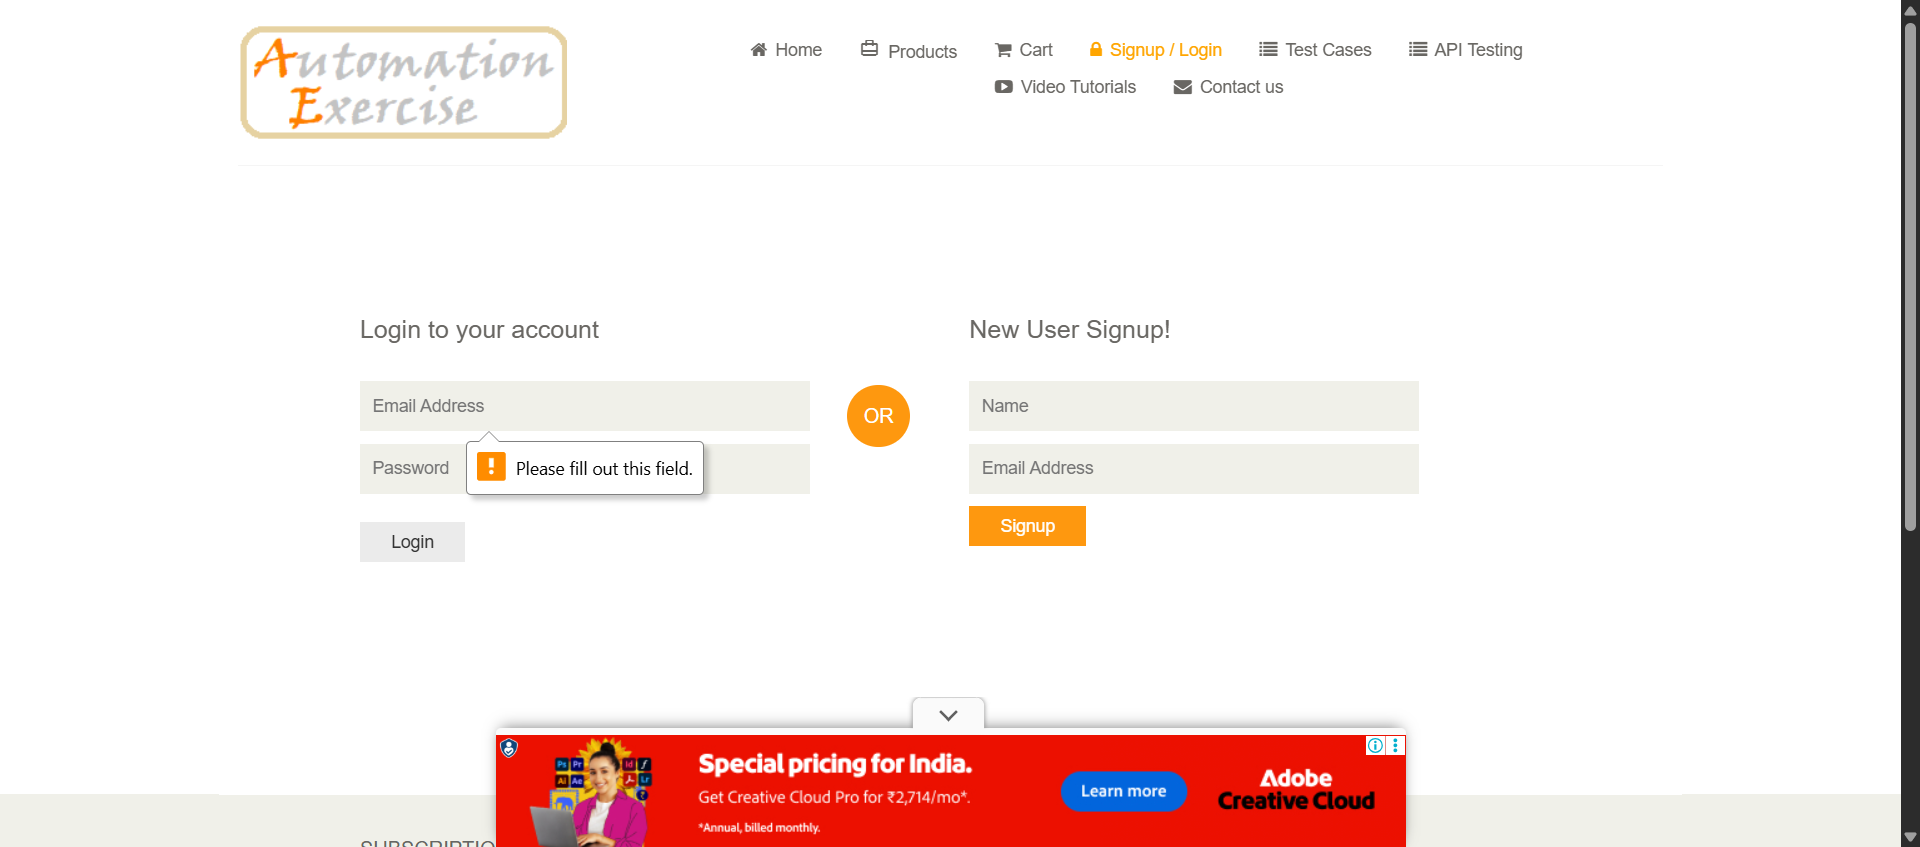 Automation
Exercise
Home
Products
Cart
Signup / Login
Test Cases
API Testing
Video Tutorials
Contact us
Login to your account
Email Address
Password
Please fill out this field.
Login
OR
New User Signup!
Name
Email Address
Signup
Ps Pr Id f
Ai Ae Lr
Special pricing for India.
Get Creative Cloud Pro for ₹2,714/mo*.
*Annual, billed monthly.
Learn more
Adobe
Creative Cloud
SUBSCRIPTIO